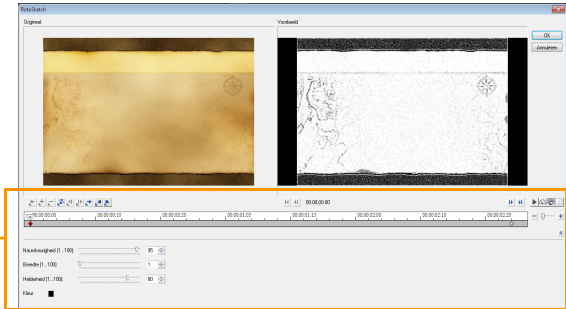 RotoSketch
Origineel
Voorbeeld
OK
Annuleren
00:00:00.00
00:00:00:00 00:00:00:10 00:00:00:20 00:00:01:05 00:00:01:15 00:00:02:00 00:00:02:10 00:00:02:20
Nauwkeurigheid (1...100): 95
Breedte (1...100): 1
Helderheid (1...100): 80
Kleur